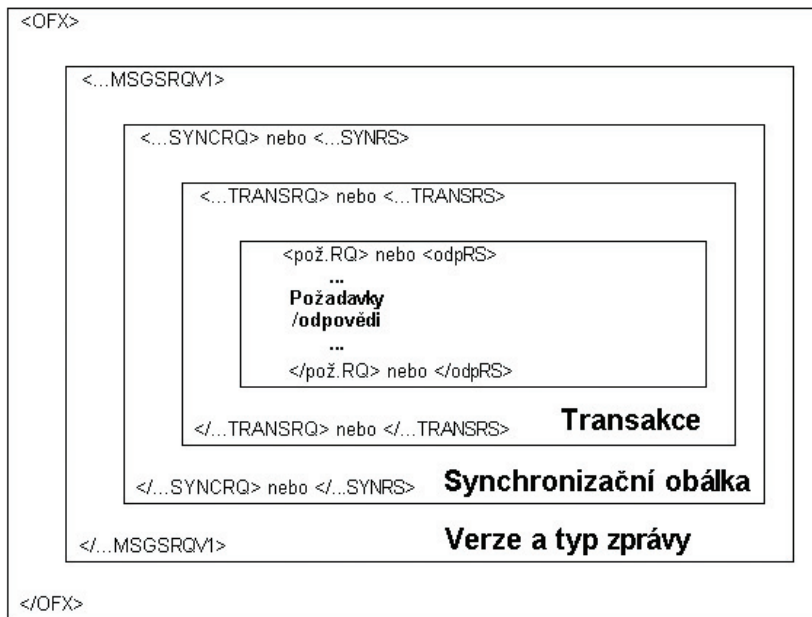 <OFX>
<...MSGSRQV1>
<...SYNCRQ> nebo <...SYNRS>
<...TRANSRQ> nebo <...TRANSRS>
<pož.RQ> nebo <odpRS>
...
Požadavky
/odpovědi
...
</pož.RQ> nebo </odpRS>
</...TRANSRQ> nebo </...TRANSRS> Transakce
</...SYNCRQ> nebo </...SYNRS> Synchronizační obálka
</...MSGSRQV1> Verze a typ zprávy
</OFX>